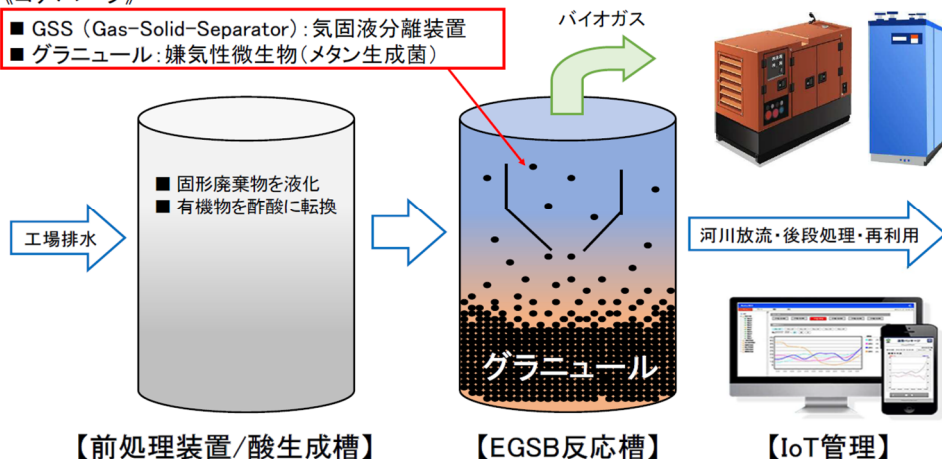 ■ GSS (Gas-Solid-Separator):気固液分離装置
■ グラニュール:嫌気性微生物(メタン生成菌)
バイオガス
■ 固形廃棄物を液化
■ 有機物を酢酸に転換
工場排水
河川放流・後段処理・再利用
グラニュール
【前処理装置/酸生成槽】
【EGSB反応槽】
【IoT管理】